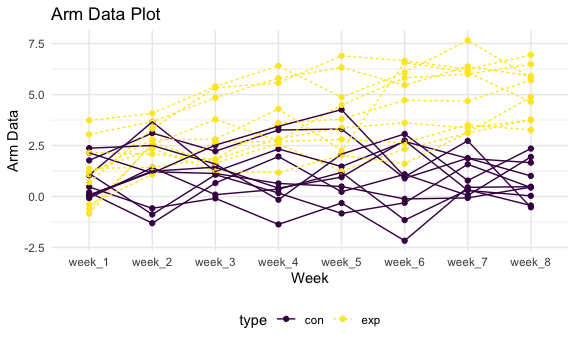 Arm Data Plot
7.5
5.0
2.5
0.0
-2.5
Arm Data
week_1 week_2 week_3 week_4 week_5 week_6 week_7 week_8
Week
type con exp